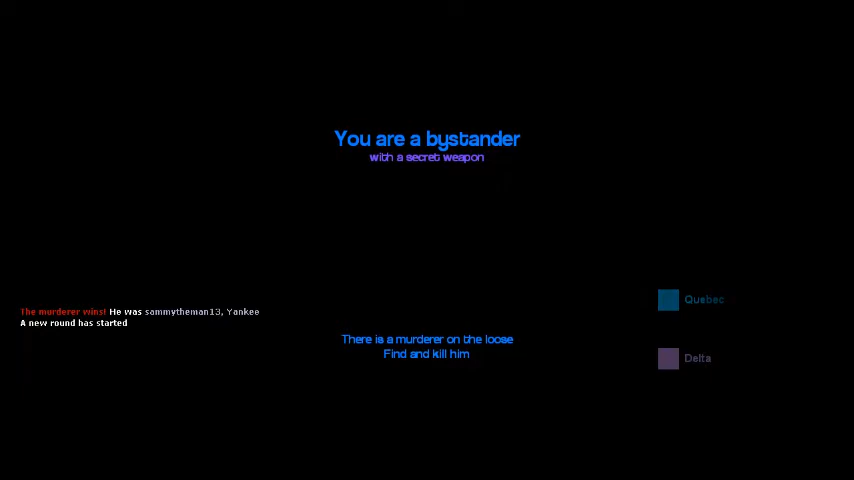 You are a bystander
with a secret weapon
Quebec
The murderer wins! He was sammytheman13, Yankee
A new round has started
There is a murderer on the loose
Find and kill him
Delta